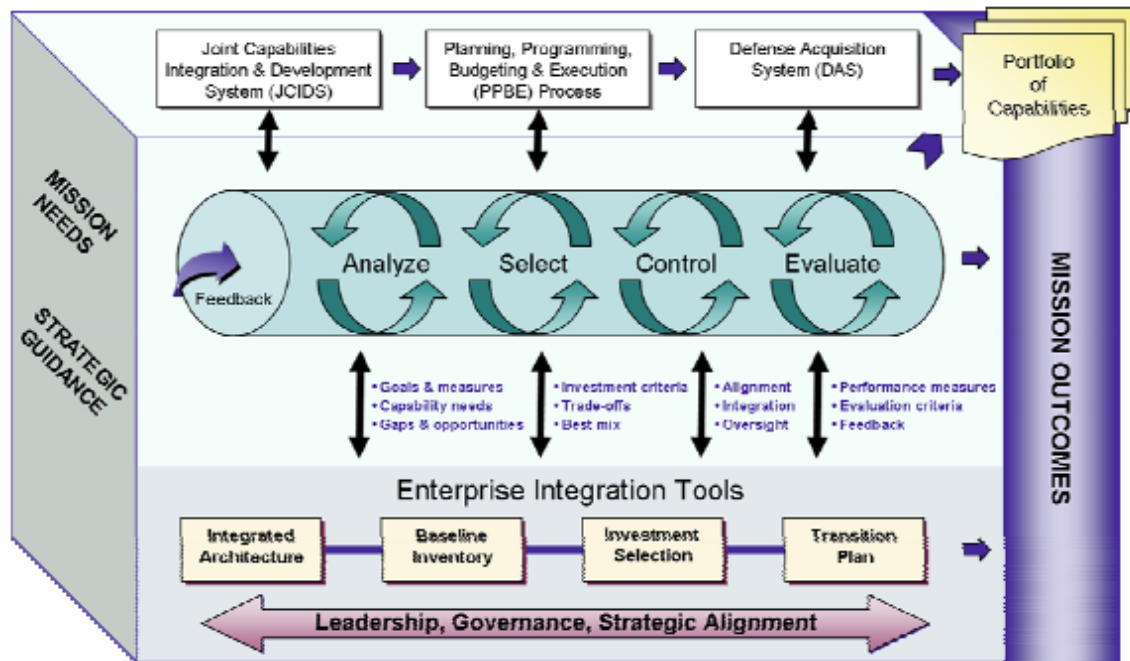 Joint Capabilities
Integration & Development
System (JCIDS)
Planning, Programming,
Budgeting & Execution
(PPBE) Process
Defense Acquisition
System (DAS)
Portfolio
of
Capabilities
MISSION
NEEDS
STRATEGIC
GUIDANCE
Feedback
Analyze
Select
Control
Evaluate
• Goals & measures
• Capability needs
• Gaps & opportunities
• Investment criteria
• Trade-offs
• Best mix
• Alignment
• Integration
• Oversight
• Performance measures
• Evaluation criteria
• Feedback
MISSION OUTCOMES
Enterprise Integration Tools
Integrated
Architecture
Baseline
Inventory
Investment
Selection
Transition
Plan
Leadership, Governance, Strategic Alignment